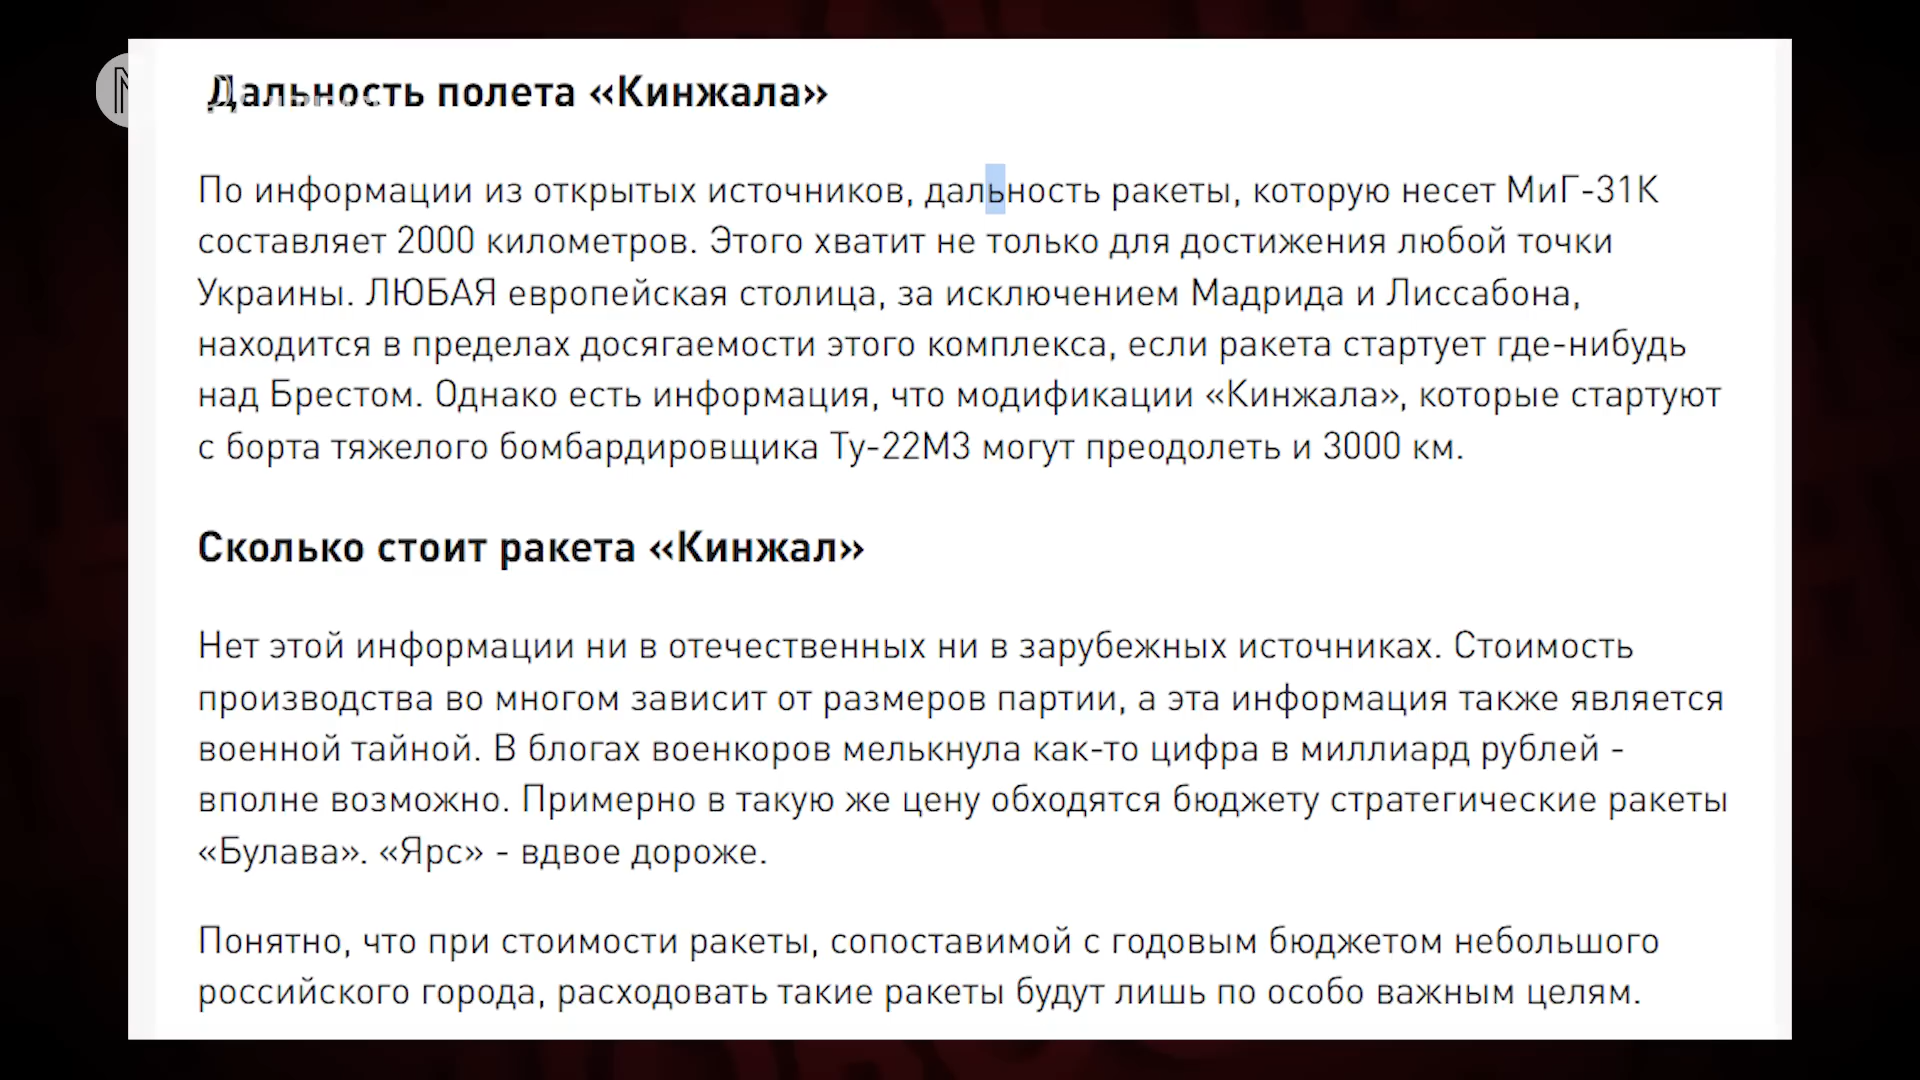 Дальность полета «Кинжала»
По информации из открытых источников, дальность ракеты, которую несет МиГ-31К
составляет 2000 километров. Этого хватит не только для достижения любой точки
Украины. ЛЮБАЯ европейская столица, за исключением Мадрида и Лиссабона,
находится в пределах досягаемости этого комплекса, если ракета стартует где-нибудь
над Брестом. Однако есть информация, что модификации «Кинжала», которые стартуют
с борта тяжелого бомбардировщика Ту-22М3 могут преодолеть и 3000 км.
Сколько стоит ракета «Кинжал»
Нет этой информации ни в отечественных ни в зарубежных источниках. Стоимость
производства во многом зависит от размеров партии, а эта информация также является
военной тайной. В блогах военкоров мелькнула как-то цифра в миллиард рублей -
вполне возможно. Примерно в такую же цену обходятся бюджету стратегические ракеты
«Булава». «Ярс» - вдвое дороже.
Понятно, что при стоимости ракеты, сопоставимой с годовым бюджетом небольшого
российского города, расходовать такие ракеты будут лишь по особо важным целям.